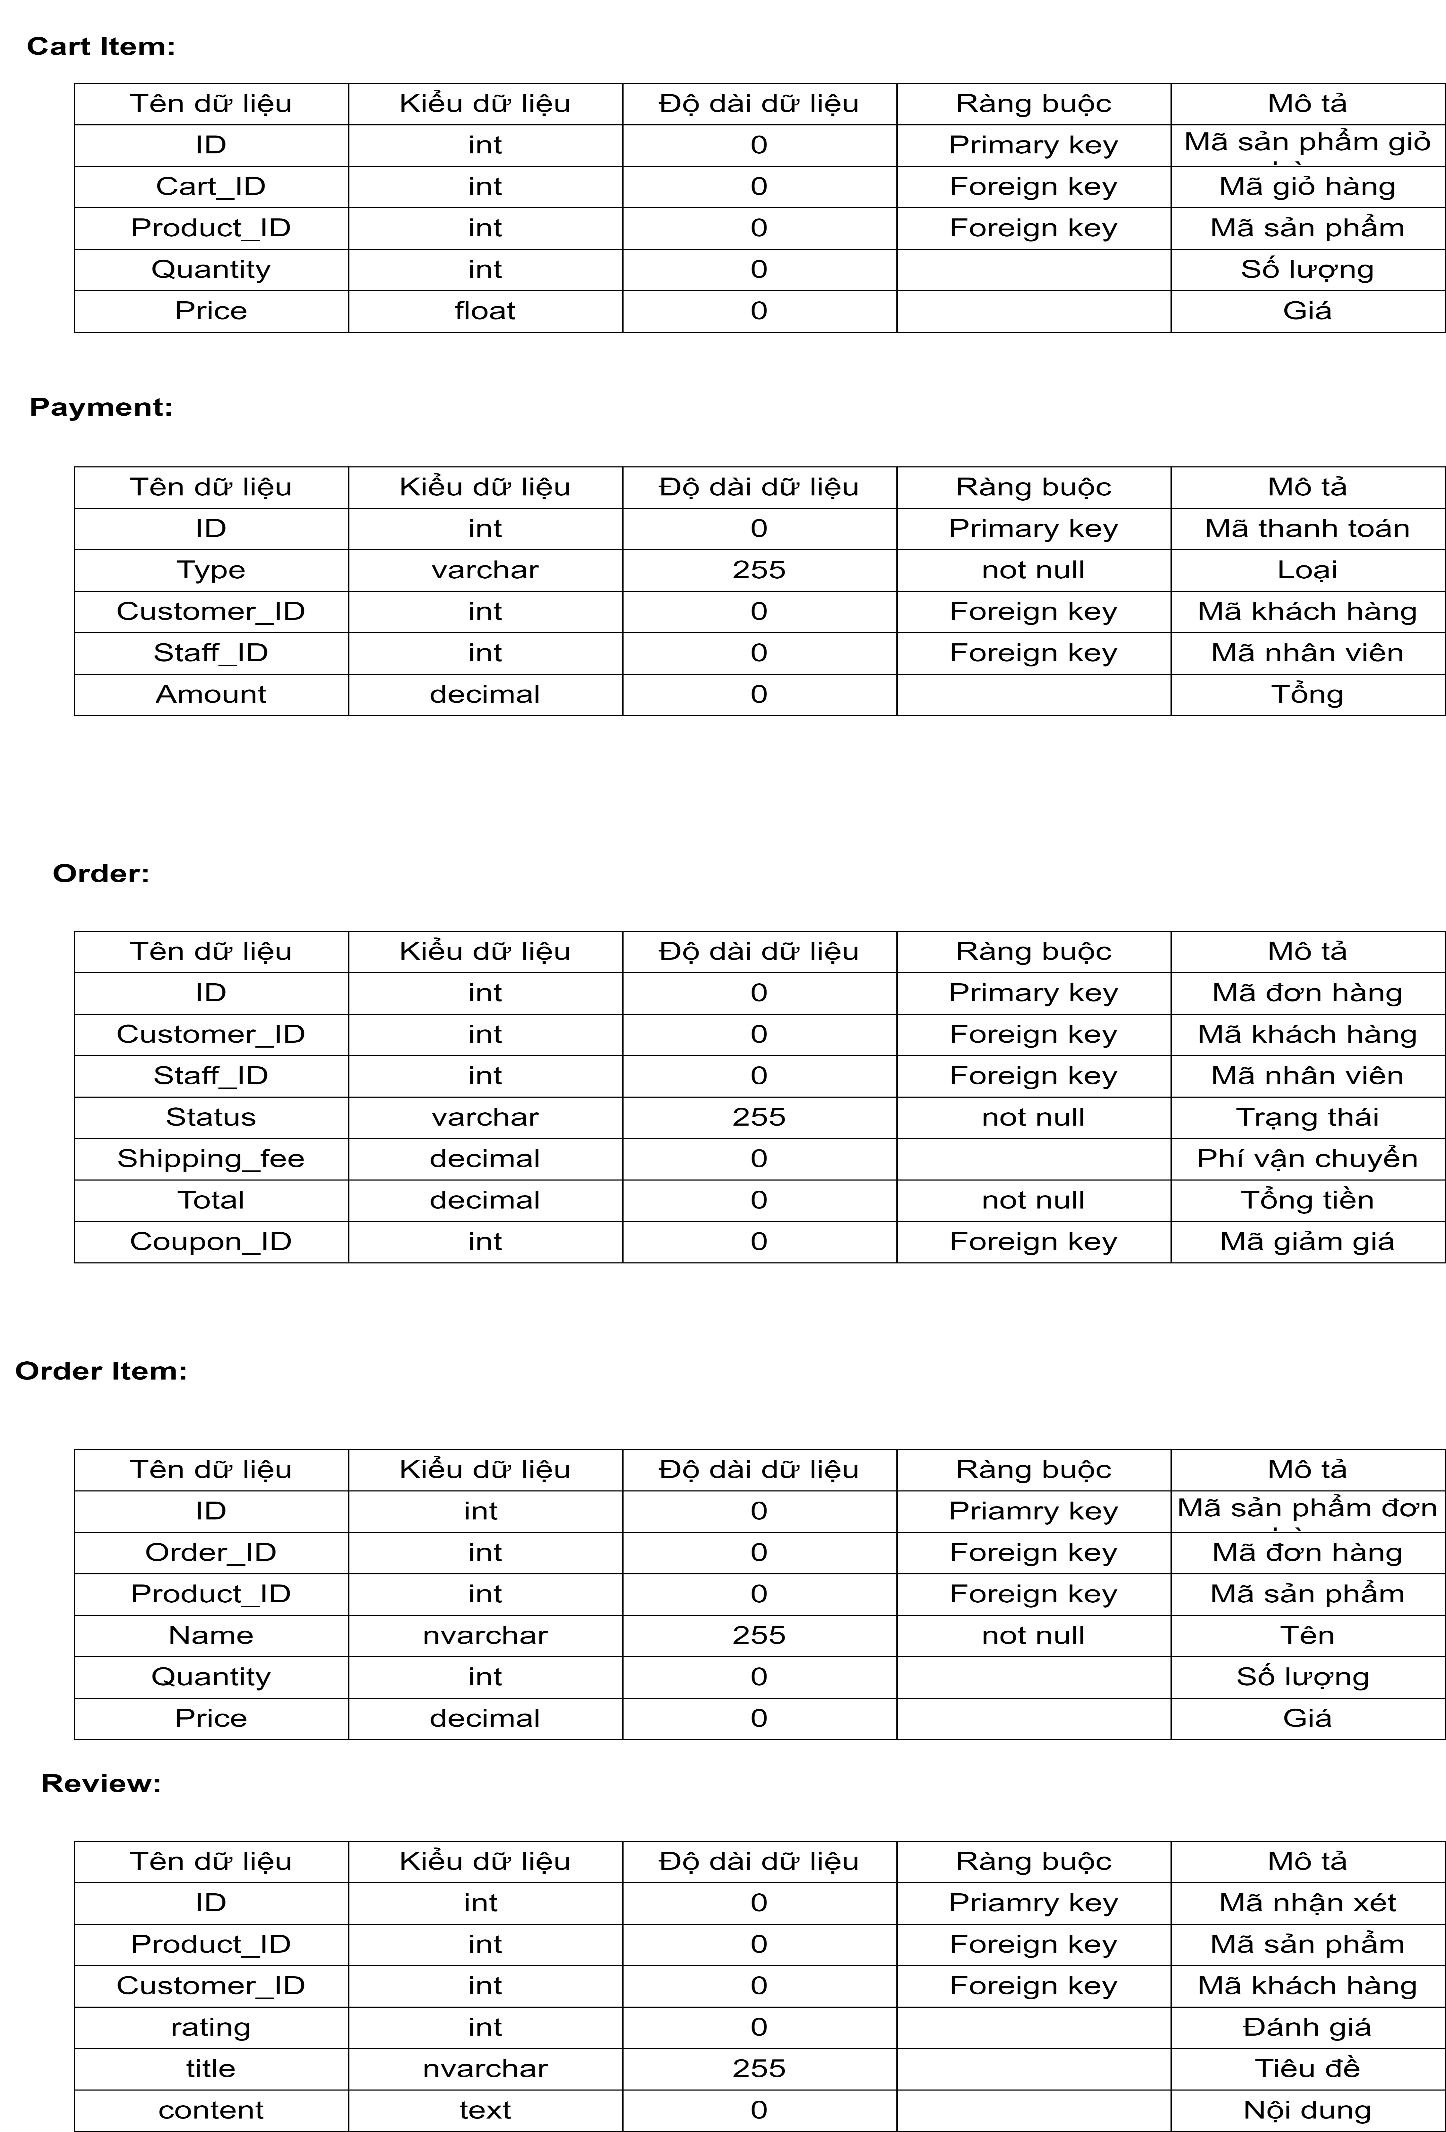 Cart Item:
Tên dữ liệu Kiểu dữ liệu Độ dài dữ liệu Ràng buộc Mô tả
ID int 0 Primary key Mã sản phẩm giỏ
Cart_ID int 0 Foreign key Mã giỏ hàng
Product_ID int 0 Foreign key Mã sản phẩm
Quantity int 0 Số lượng
Price float 0 Giá
Payment:
Tên dữ liệu Kiểu dữ liệu Độ dài dữ liệu Ràng buộc Mô tả
ID int 0 Primary key Mã thanh toán
Type varchar 255 not null Loại
Customer_ID int 0 Foreign key Mã khách hàng
Staff_ID int 0 Foreign key Mã nhân viên
Amount decimal 0 Tổng
Order:
Tên dữ liệu Kiểu dữ liệu Độ dài dữ liệu Ràng buộc Mô tả
ID int 0 Primary key Mã đơn hàng
Customer_ID int 0 Foreign key Mã khách hàng
Staff_ID int 0 Foreign key Mã nhân viên
Status varchar 255 not null Trạng thái
Shipping_fee decimal 0 Phí vận chuyển
Total decimal 0 not null Tổng tiền
Coupon_ID int 0 Foreign key Mã giảm giá
Order Item:
Tên dữ liệu Kiểu dữ liệu Độ dài dữ liệu Ràng buộc Mô tả
ID int 0 Priamry key Mã sản phẩm đơn
Order_ID int 0 Foreign key Mã đơn hàng
Product_ID int 0 Foreign key Mã sản phẩm
Name nvarchar 255 not null Tên
Quantity int 0 Số lượng
Price decimal 0 Giá
Review:
Tên dữ liệu Kiểu dữ liệu Độ dài dữ liệu Ràng buộc Mô tả
ID int 0 Priamry key Mã nhận xét
Product_ID int 0 Foreign key Mã sản phẩm
Customer_ID int 0 Foreign key Mã khách hàng
rating int 0 Đánh giá
title nvarchar 255 Tiêu đề
content text 0 Nội dung